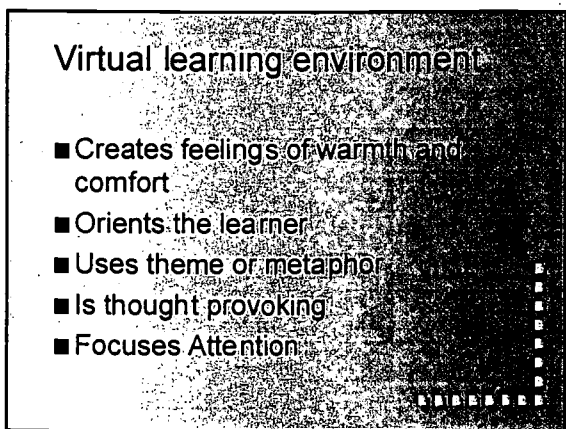 Virtual learning environment
■ Creates feelings of warmth and
comfort
■ Orients the learner
■ Uses theme or metaphor
■ Is thought provoking
■ Focuses Attention